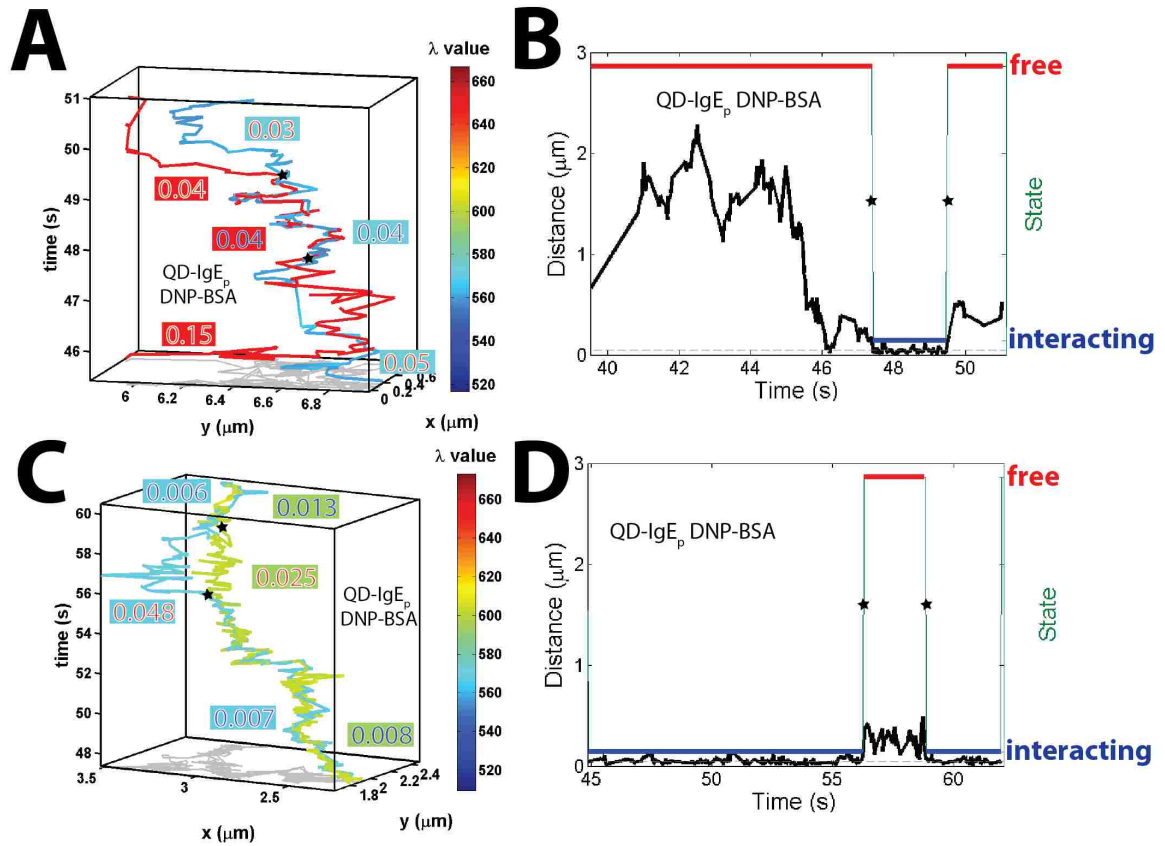 A
λ value
51
50
49
48
47
46
time (s)
0.03
0.04
0.04
0.04
0.15
0.05
QD-IgEp
DNP-BSA
6
6.2
6.4
6.6
6.8
y (μm)
0
0.2
0.4
0.6
x (μm)
660
640
620
600
580
560
540
520
B
QD-IgEp DNP-BSA
3
2
1
0
Distance (μm)
40
42
44
46
48
50
Time (s)
free
State
interacting
C
λ value
60
58
56
54
52
50
48
time (s)
0.006
0.013
0.025
0.048
0.007
0.008
QD-IgEp
DNP-BSA
3.5
3
2.5
x (μm)
1.8
2
2.2
2.4
y (μm)
660
640
620
600
580
560
540
520
D
QD-IgEp DNP-BSA
3
2
1
0
Distance (μm)
45
50
55
60
Time (s)
free
State
interacting